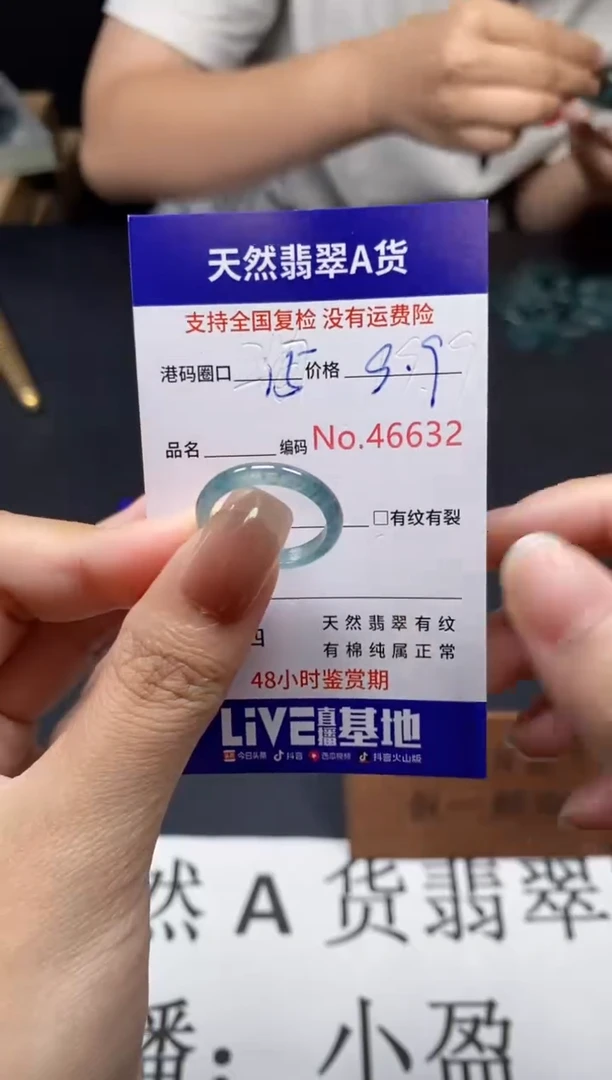 天然翡翠A货
支持全国复检 没有运费险
港码圈口 15 价格 9.9
品名 编码 No.46632
□有纹有裂
天然翡翠有纹
四 有棉纯属正常
48小时鉴赏期
LIVE直播基地
今日头条 抖音 西瓜视频 抖音火山版
然 A 货翡翠
播：小盈